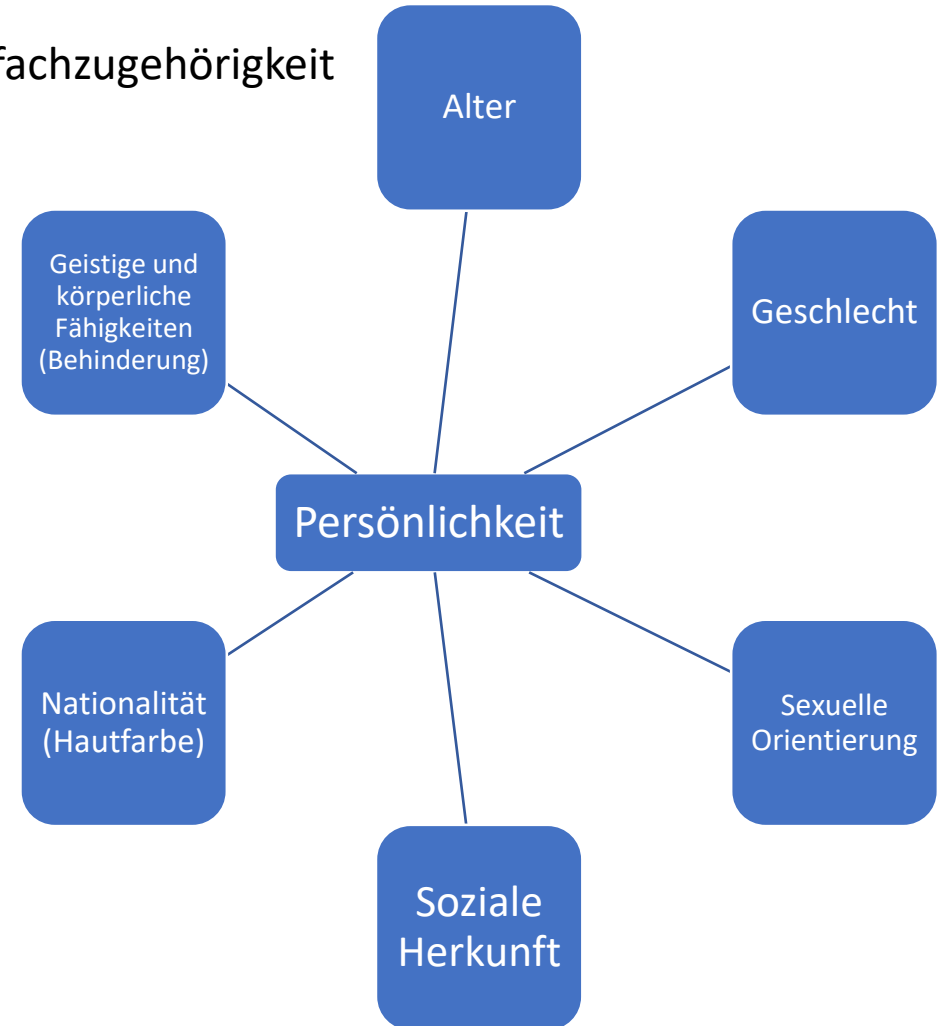 fachzugehörigkeit
Alter
Geistige und
körperliche
Fähigkeiten
(Behinderung)
Geschlecht
Persönlichkeit
Nationalität
(Hautfarbe)
Sexuelle
Orientierung
Soziale
Herkunft